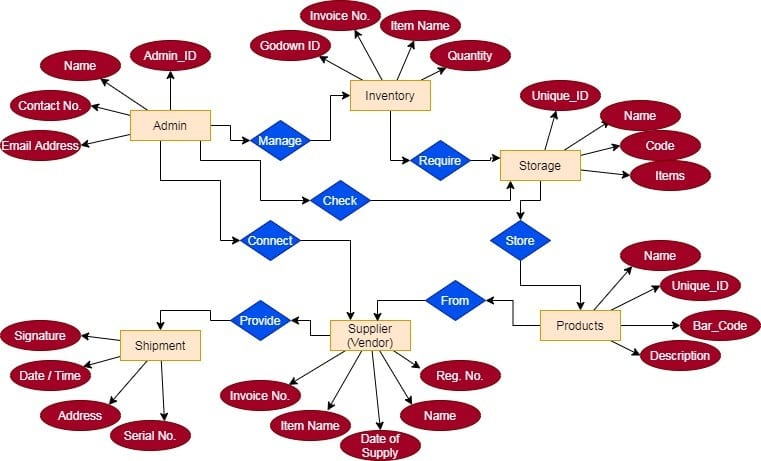 Invoice No.
Item Name
Godown ID
Quantity
Admin_ID
Name
Contact No.
Email Address
Admin
Manage
Inventory
Require
Unique_ID
Name
Code
Items
Storage
Check
Connect
Store
Name
Unique_ID
Bar_Code
Description
Products
From
Provide
Supplier
(Vendor)
Shipment
Signature
Date / Time
Address
Serial No.
Invoice No.
Item Name
Date of
Supply
Name
Reg. No.